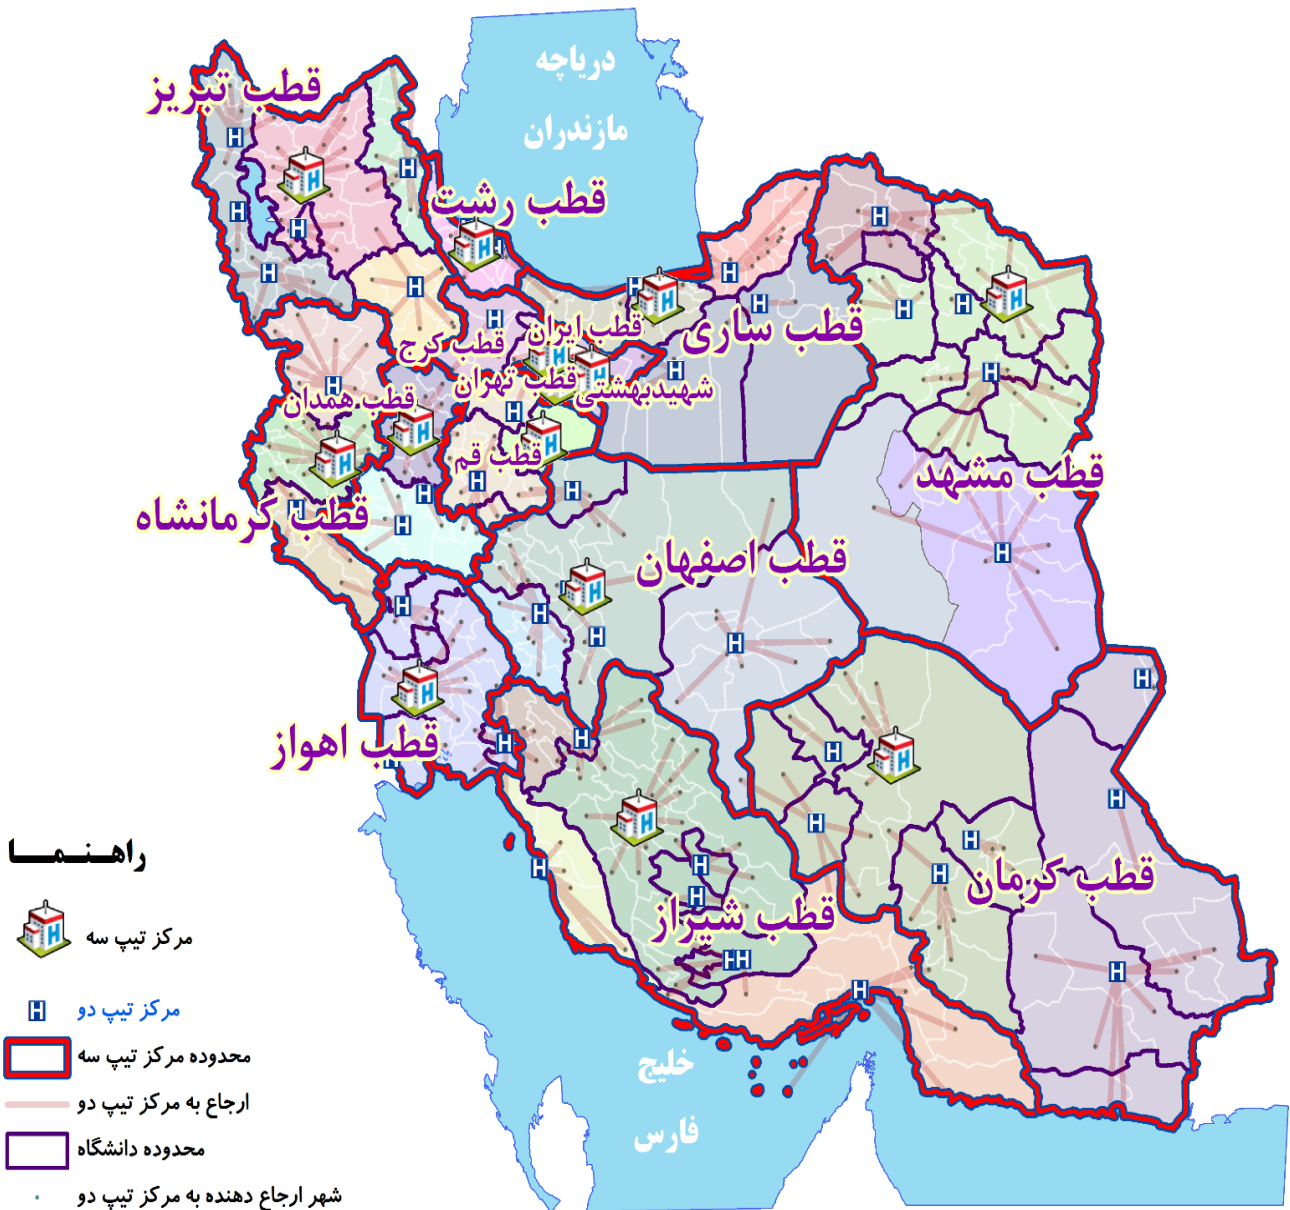 دریاچه
مازندران
قطب تبریز
قطب رشت
قطب ساری
قطب ایران
قطب کرج
قطب تهران
شهیدبهشتی
قطب همدان
قطب قم
قطب مشهد
قطب کرمانشاه
قطب اصفهان
قطب اهواز
قطب کرمان
قطب شیراز
خلیج
فارس
راهنما
مرکز تیپ سه
مرکز تیپ دو
محدوده مرکز تیپ سه
ارجاع به مرکز تیپ دو
محدوده دانشگاه
شهر ارجاع دهنده به مرکز تیپ دو